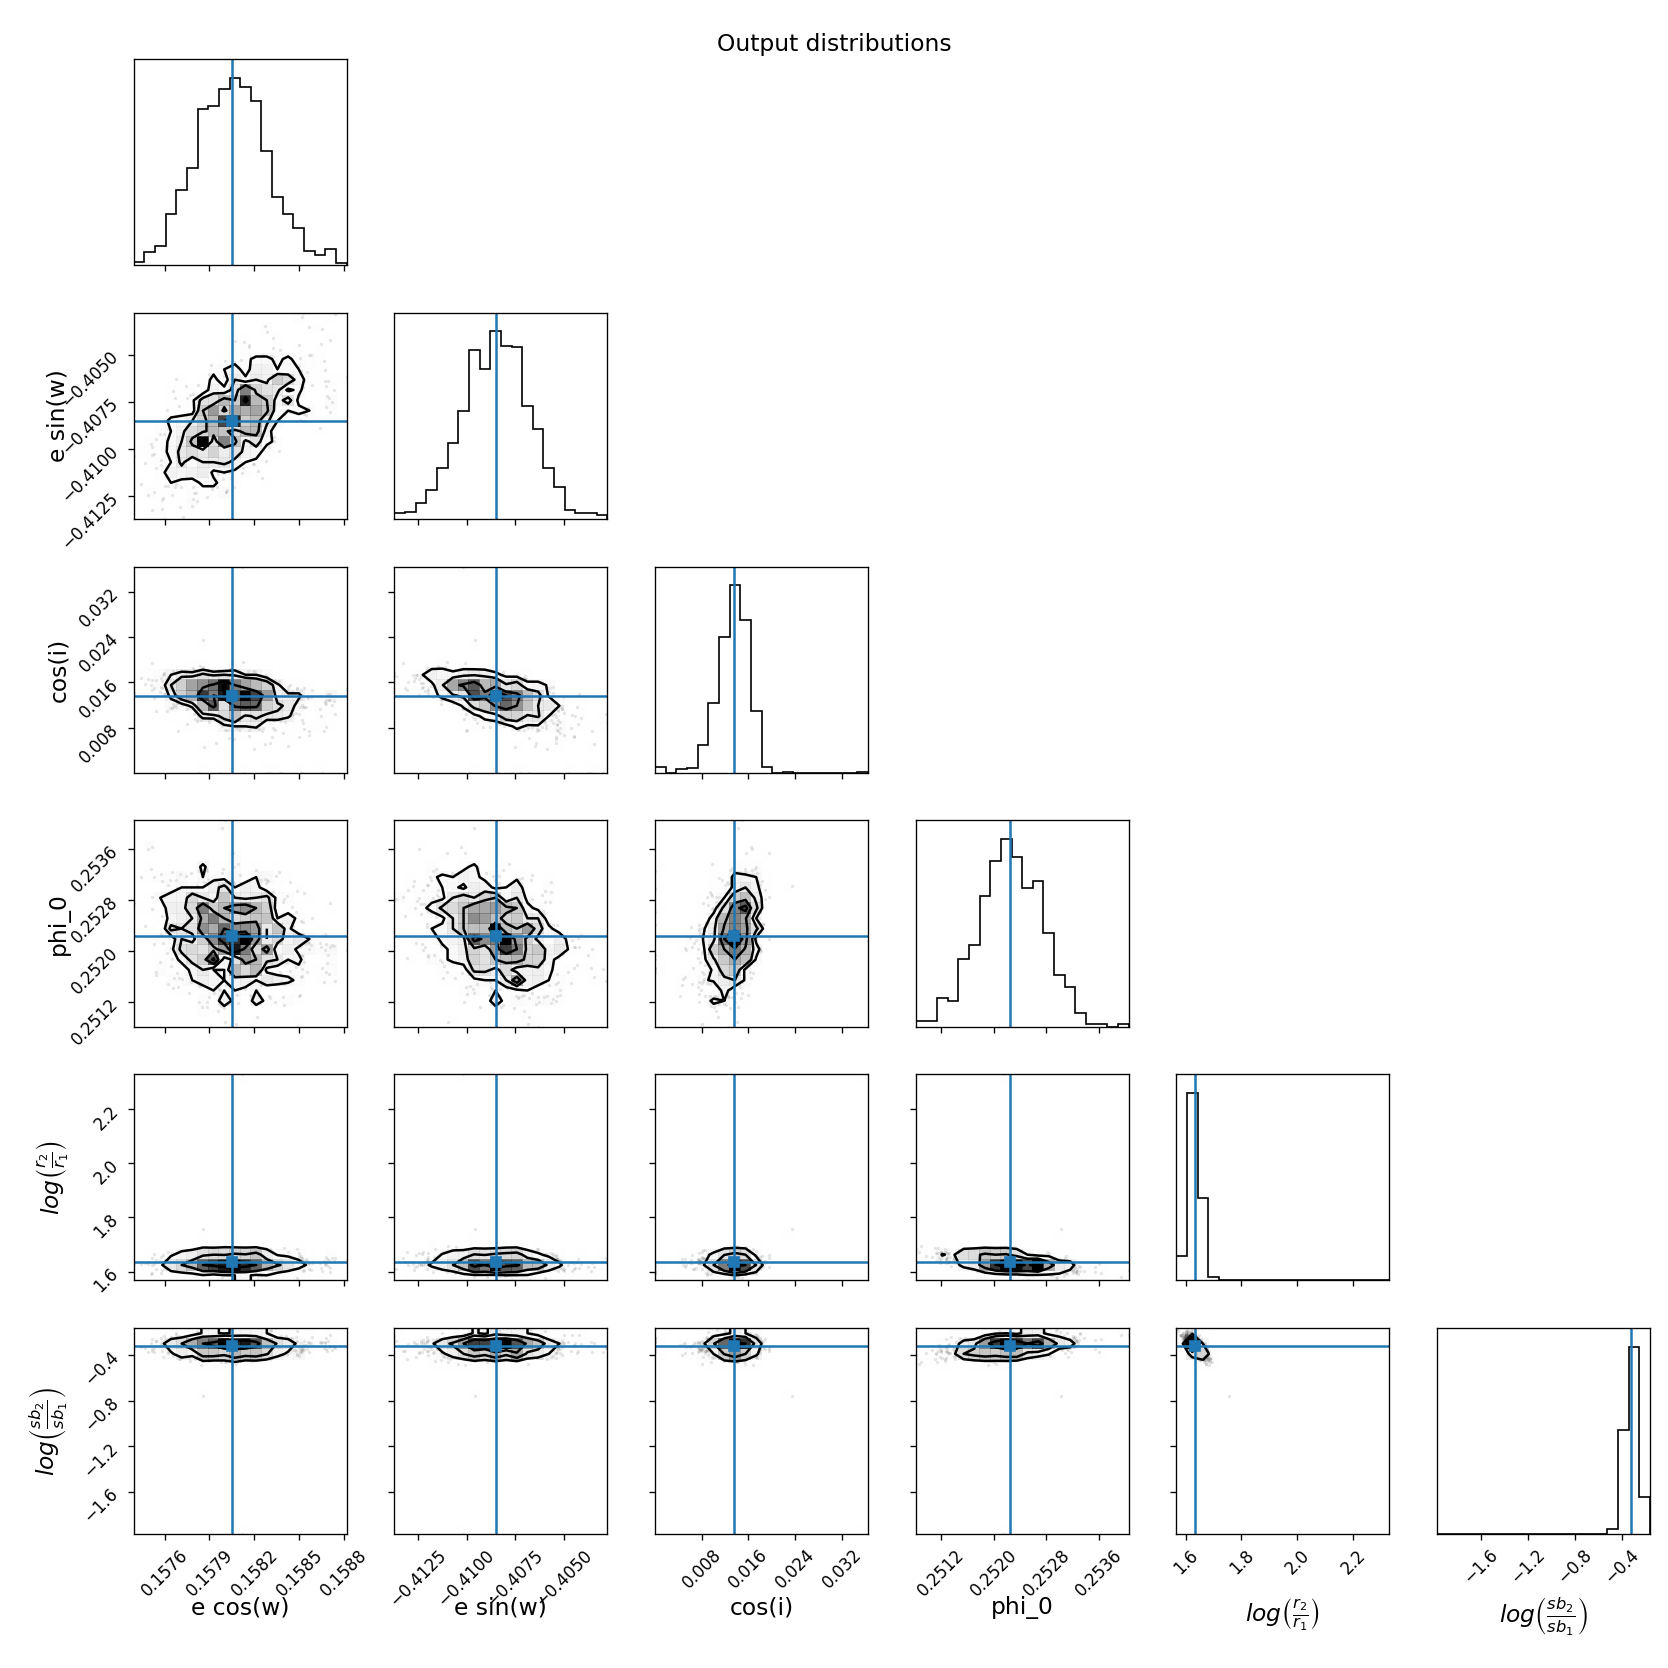 Output distributions
e sin(w)
−0.4050
−0.4075
−0.4100
−0.4125
cos(i)
0.032
0.024
0.016
0.008
phi_0
0.2536
0.2528
0.2520
0.2512
log(r₂/r₁)
2.2
2.0
1.8
1.6
log(sb₂/sb₁)
−0.4
−0.8
−1.2
−1.6
0.1576 0.1579 0.1582 0.1585 0.1588
−0.4125 −0.4100 −0.4075 −0.4050
0.008 0.016 0.024 0.032
0.2512 0.2520 0.2528 0.2536
1.6 1.8 2.0 2.2
−1.6 −1.2 −0.8 −0.4
e cos(w)
e sin(w)
cos(i)
phi_0
log(r₂/r₁)
log(sb₂/sb₁)